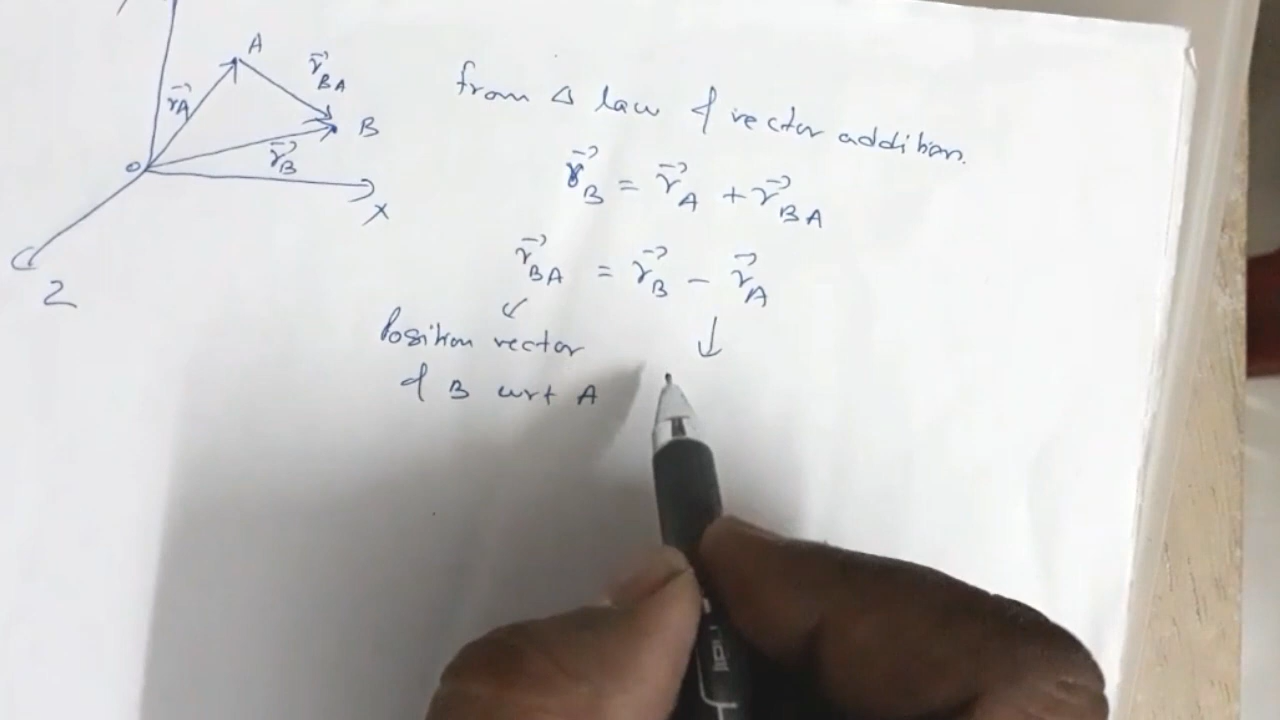 A
r⃗A
r⃗BA
B
r⃗B
O
X
Z
from Δ law of vector addition.
r⃗B = r⃗A + r⃗BA
r⃗BA = r⃗B - r⃗A
Position vector
of B wrt A